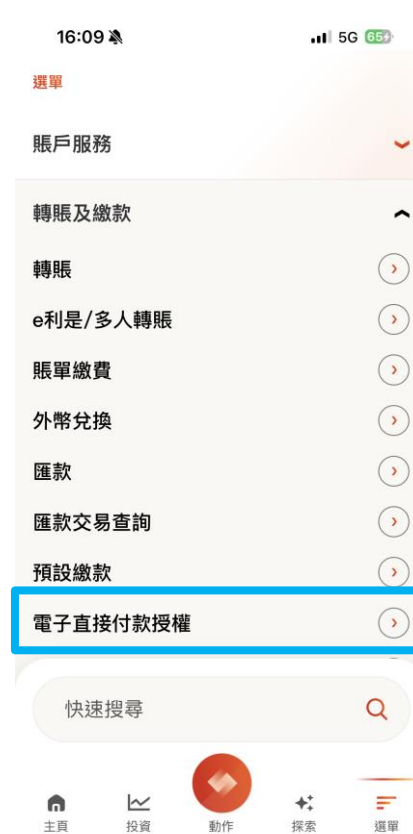 16:09
5G 65
選單
賬戶服務
轉賬及繳款
轉賬
e利是/多人轉賬
賬單繳費
外幣兌換
匯款
匯款交易查詢
預設繳款
電子直接付款授權
快速搜尋
主頁 投資 動作 探索 選單